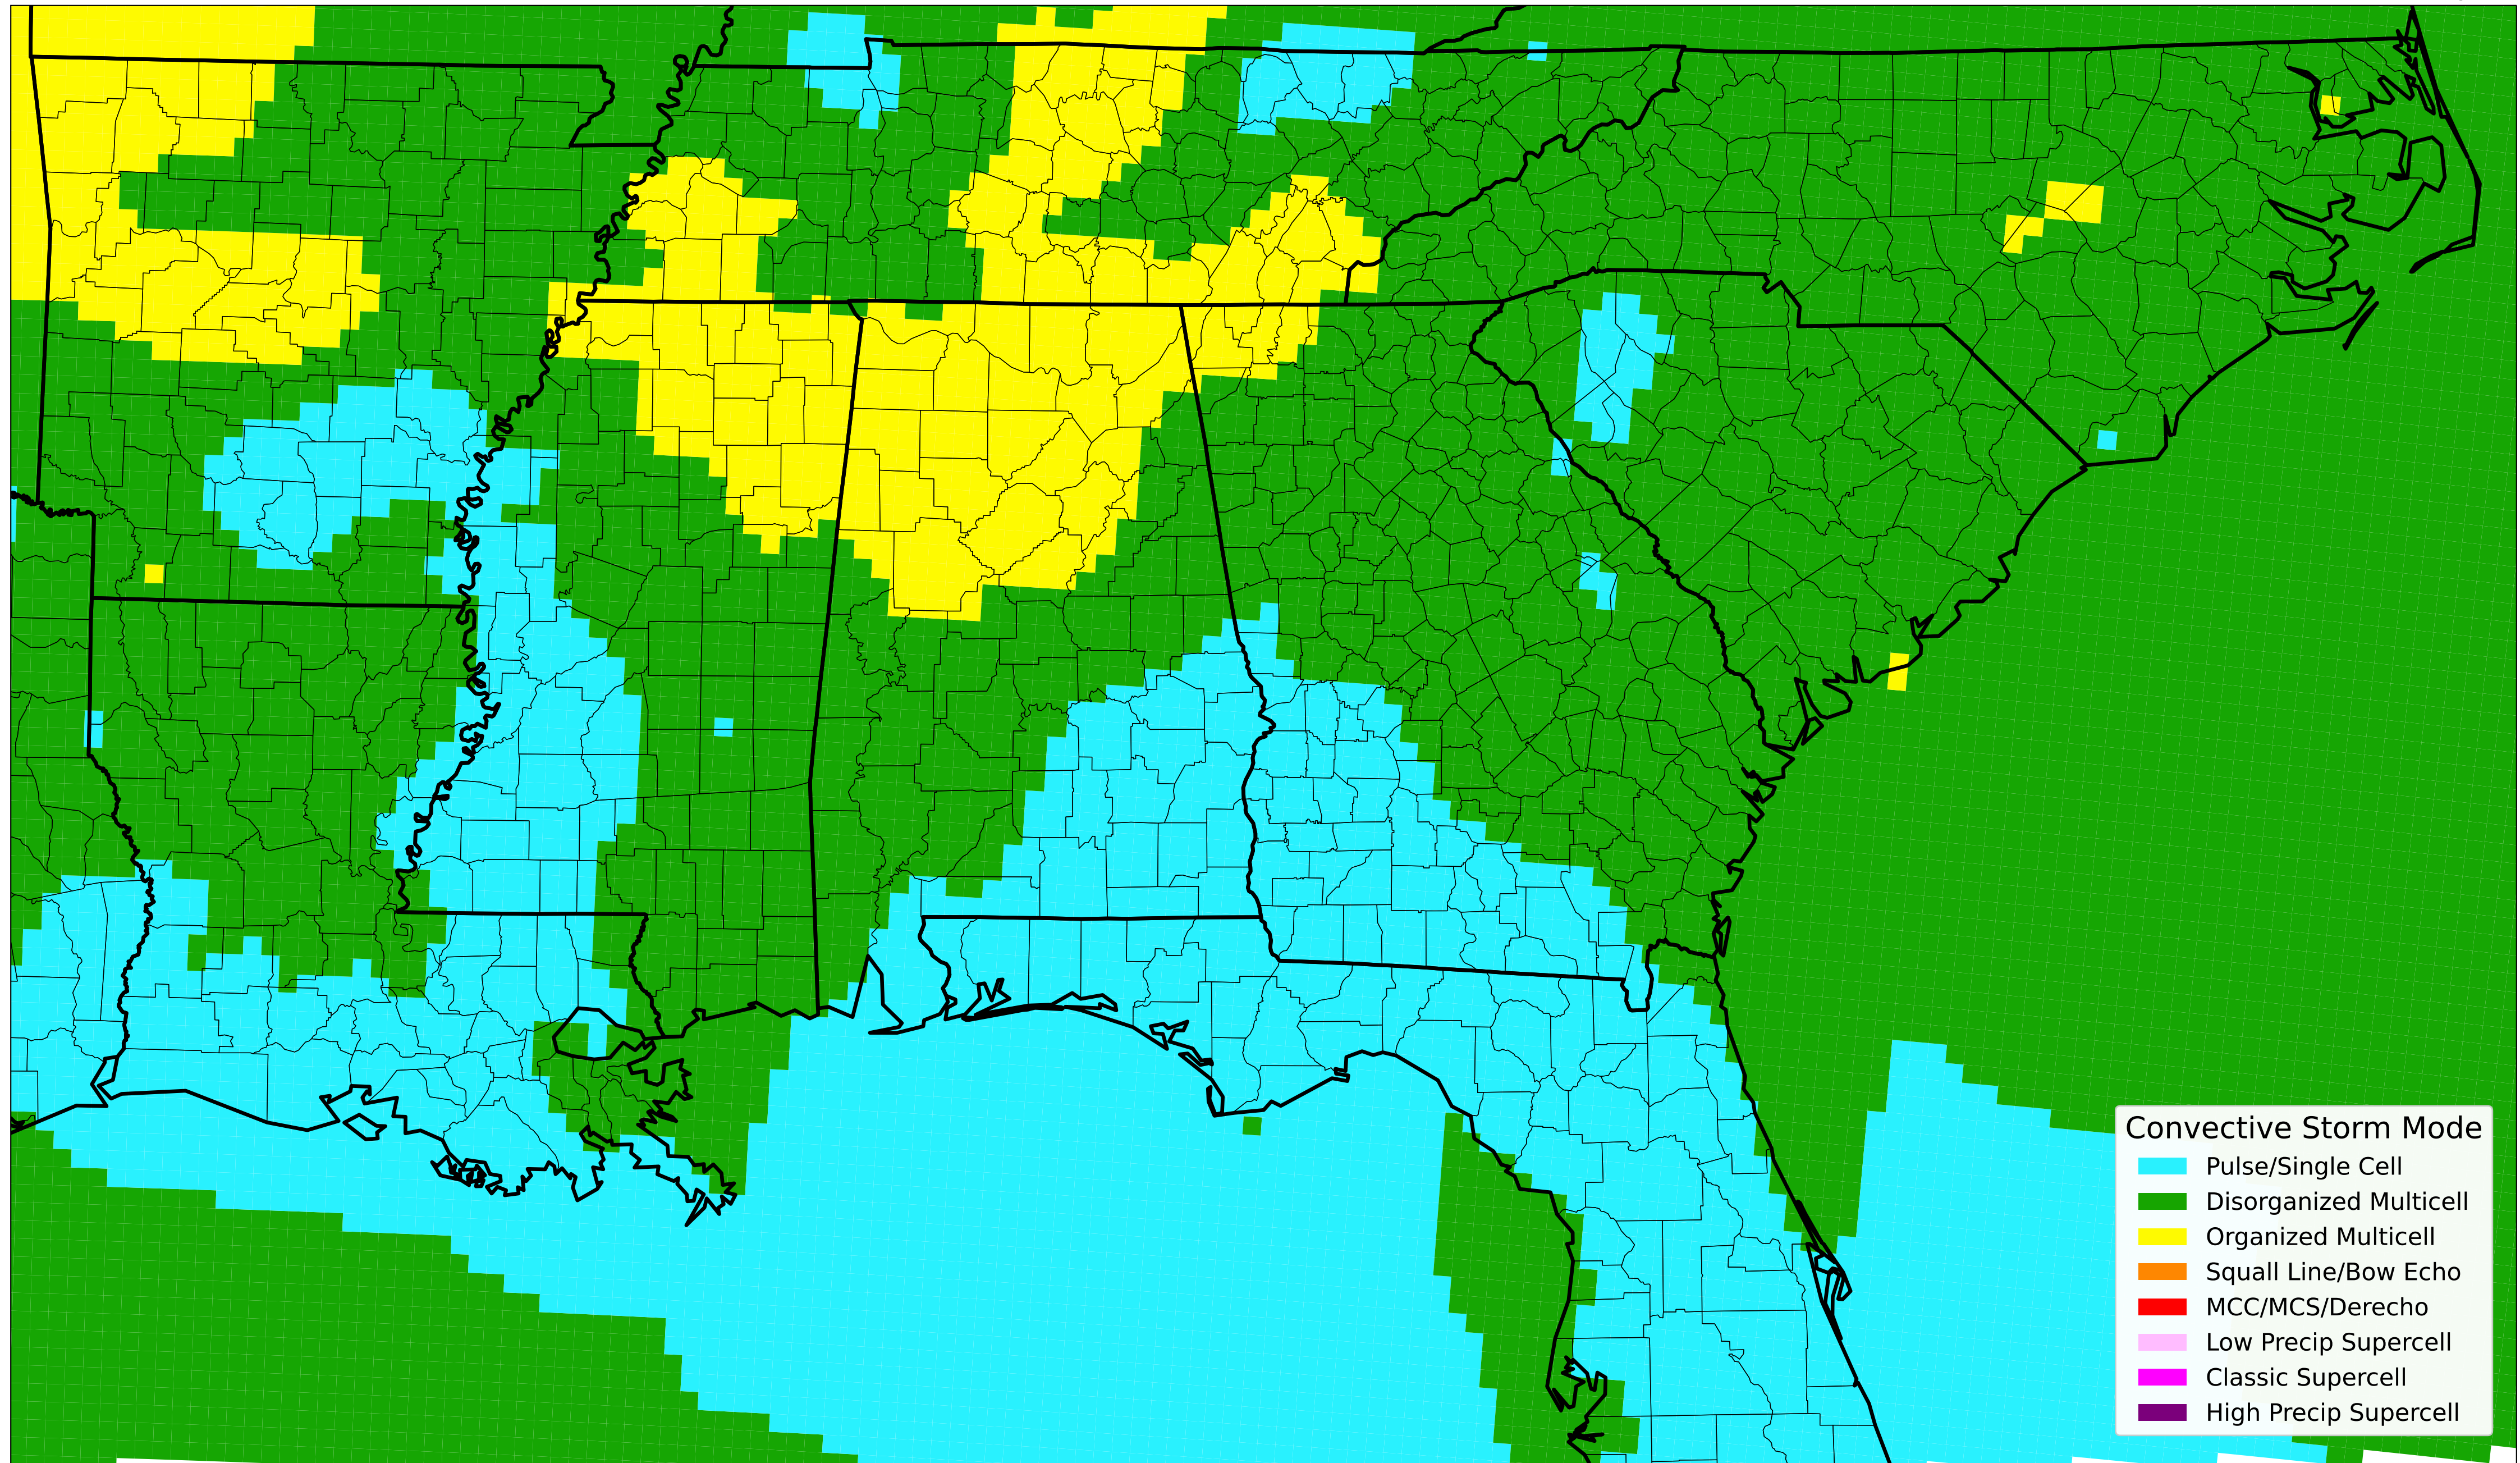 Convective Storm Mode
Pulse/Single Cell
Disorganized Multicell
Organized Multicell
Squall Line/Bow Echo
MCC/MCS/Derecho
Low Precip Supercell
Classic Supercell
High Precip Supercell